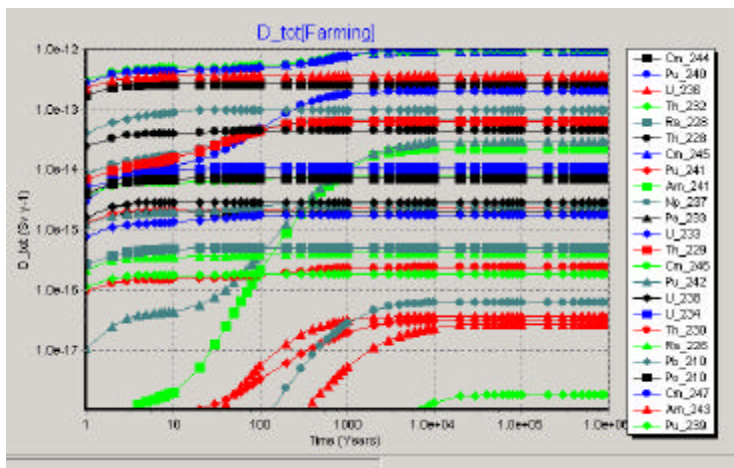 D_tot[Farming]
1.0e-12
1.0e-13
1.0e-14
1.0e-15
1.0e-16
1.0e-17
D_tot (Sv y-1)
1 10 100 1000 1.0e+04 1.0e+05 1.0e+06
Time (Years)
Cm_244
Pu_240
U_236
Th_232
Ra_228
Th_228
Cm_245
Pu_241
Am_241
Np_237
Pa_233
U_233
Th_229
Pu_242
U_238
U_234
Th_230
Ra_226
Pb_210
Po_210
Cm_247
Am_243
Pu_239